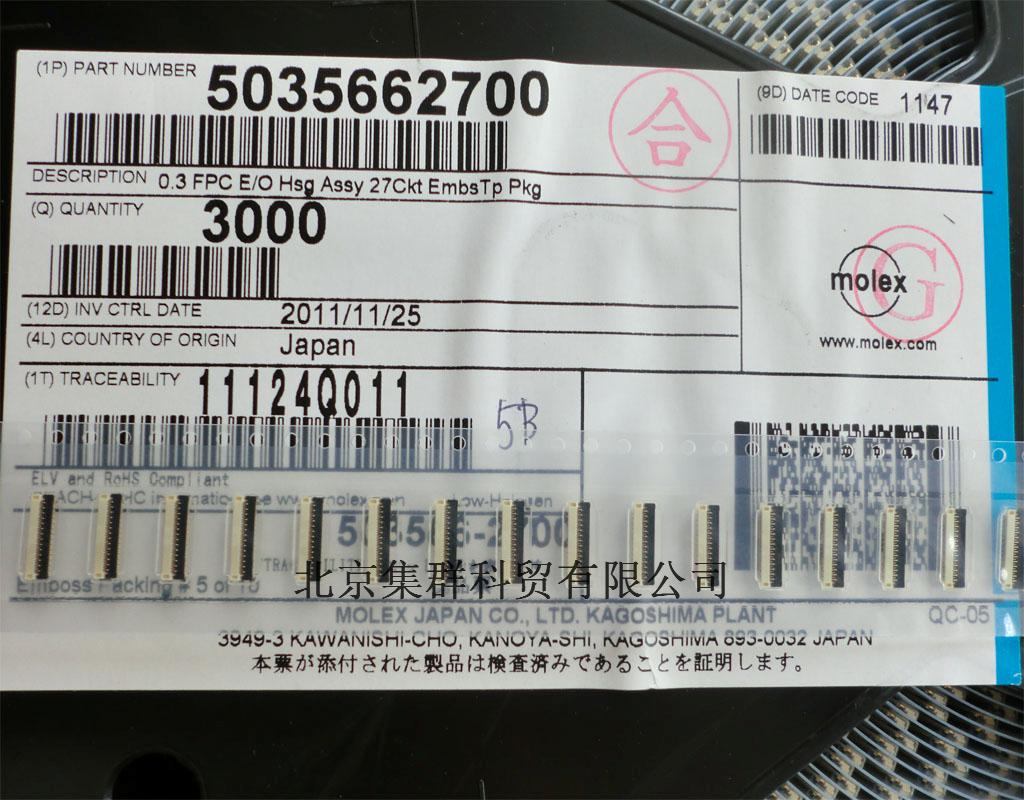 (1P) PART NUMBER 5035662700
合
(9D) DATE CODE 1147
DESCRIPTION 0.3 FPC E/O Hsg Assy 27Ckt EmbsTp Pkg
(Q) QUANTITY 3000
molex
G
www.molex.com
(12D) INV CTRL DATE 2011/11/25
(4L) COUNTRY OF ORIGIN Japan
(1T) TRACEABILITY 11124Q011
5B
ELV and RoHS Compliant
Emboss Packing # 5 of 10
北京集群科贸有限公司
MOLEX JAPAN CO., LTD. KAGOSHIMA PLANT QC-05
3949-3 KAWANISHI-CHO, KANOYA-SHI, KAGOSHIMA 893-0032 JAPAN
本票が添付された製品は検査済みであることを証明します。